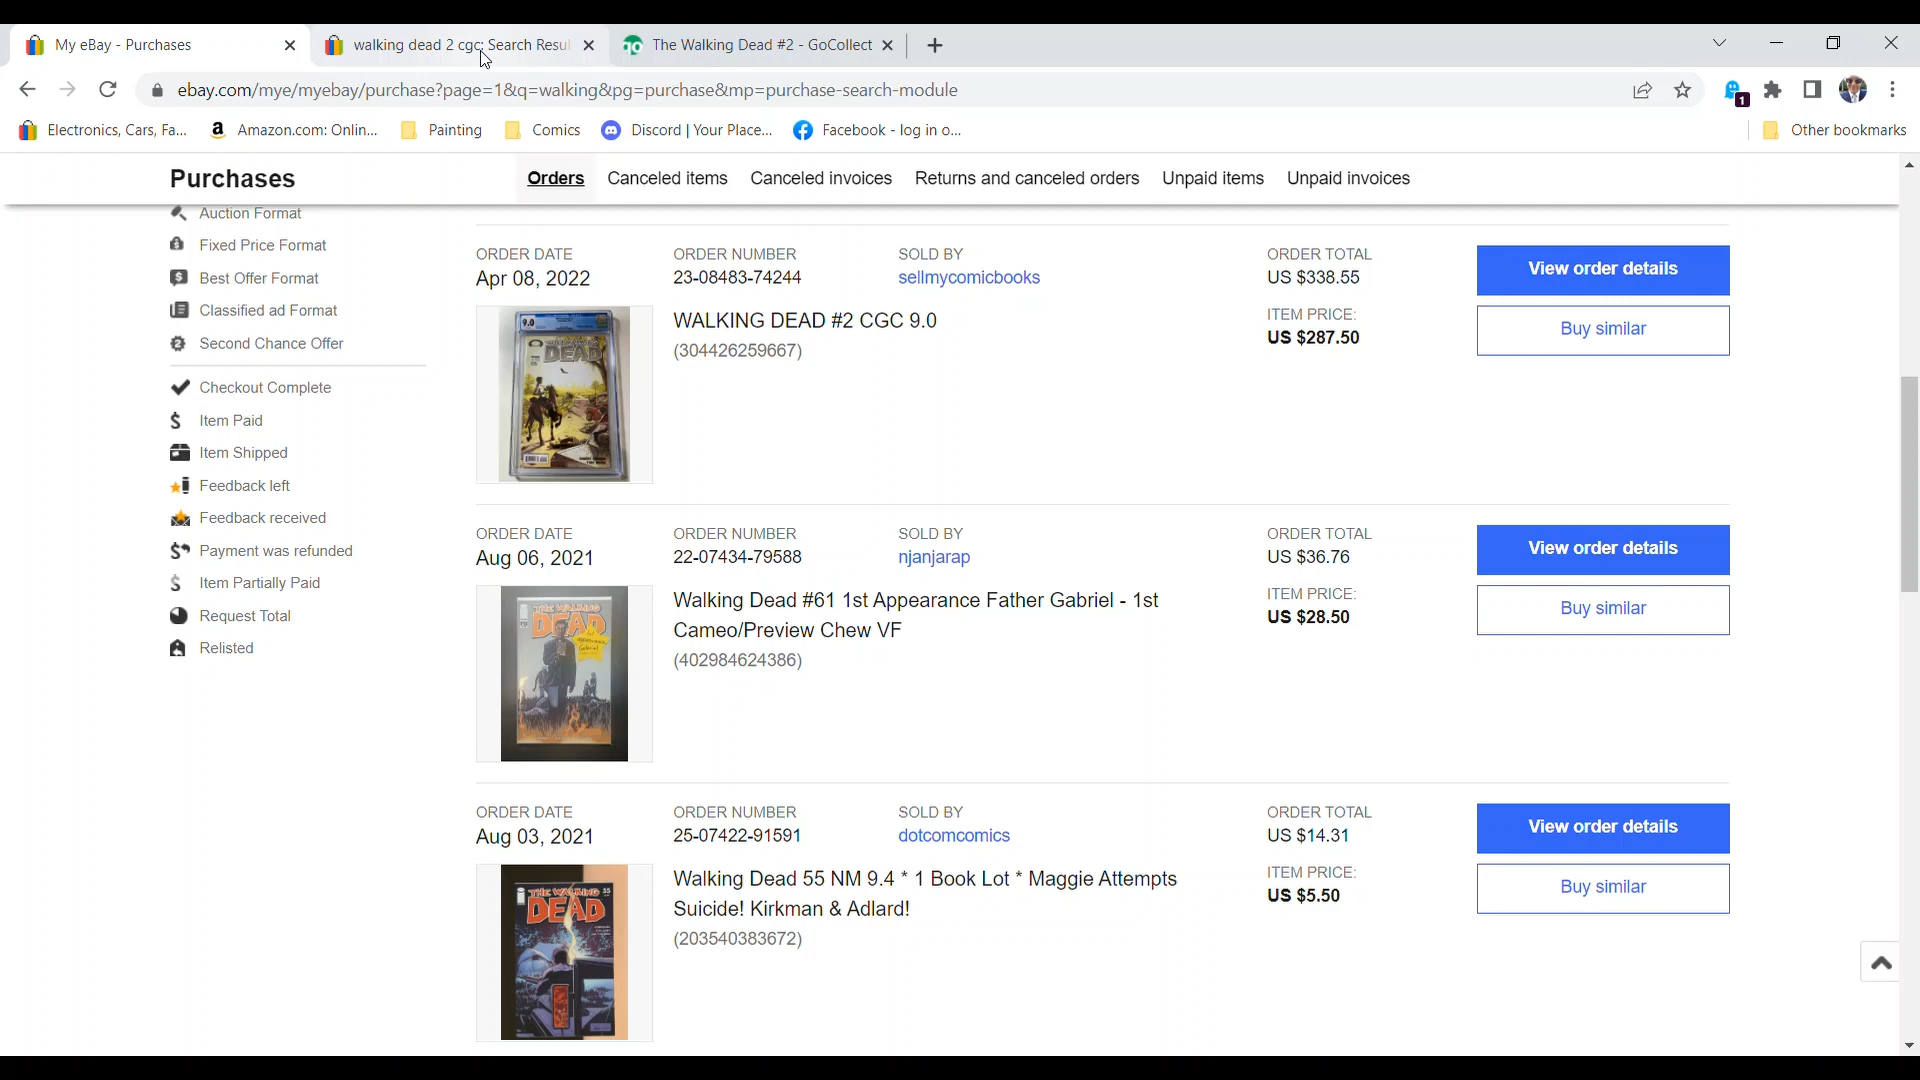 My eBay - Purchases
walking dead 2 cgc: Search Resul
The Walking Dead #2 - GoCollect
ebay.com/mye/myebay/purchase?page=1&q=walking&pg=purchase&mp=purchase-search-module
1
Electronics, Cars, Fa...
Amazon.com: Onlin...
Painting
Comics
Discord | Your Place...
Facebook - log in o...
Other bookmarks
Purchases
Orders
Canceled items
Canceled invoices
Returns and canceled orders
Unpaid items
Unpaid invoices
Auction Format
Fixed Price Format
Best Offer Format
Classified ad Format
Second Chance Offer
Checkout Complete
Item Paid
Item Shipped
Feedback left
Feedback received
Payment was refunded
Item Partially Paid
Request Total
Relisted
ORDER DATE
Apr 08, 2022
ORDER NUMBER
23-08483-74244
SOLD BY
sellmycomicbooks
ORDER TOTAL
US $338.55
View order details
9.0
DEAD
WALKING DEAD #2 CGC 9.0
(304426259667)
ITEM PRICE:
US $287.50
Buy similar
ORDER DATE
Aug 06, 2021
ORDER NUMBER
22-07434-79588
SOLD BY
njanjarap
ORDER TOTAL
US $36.76
View order details
THE WALKING
DEAD
Walking Dead #61 1st Appearance Father Gabriel - 1st
Cameo/Preview Chew VF
(402984624386)
ITEM PRICE:
US $28.50
Buy similar
ORDER DATE
Aug 03, 2021
ORDER NUMBER
25-07422-91591
SOLD BY
dotcomcomics
ORDER TOTAL
US $14.31
View order details
THE WALKING 55
DEAD
Walking Dead 55 NM 9.4 * 1 Book Lot * Maggie Attempts
Suicide! Kirkman & Adlard!
(203540383672)
ITEM PRICE:
US $5.50
Buy similar